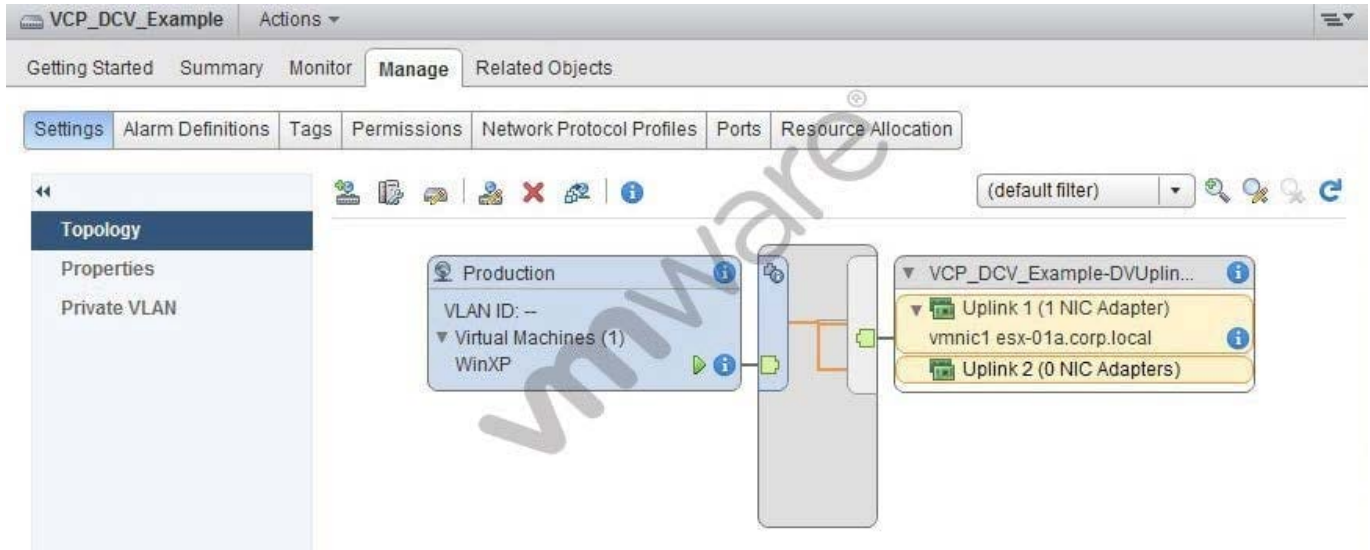 VCP_DCV_Example Actions
Getting Started Summary Monitor Manage Related Objects
Settings Alarm Definitions Tags Permissions Network Protocol Profiles Ports Resource Allocation
(default filter)
Topology
Properties
Private VLAN
Production
VLAN ID: --
Virtual Machines (1)
WinXP
VCP_DCV_Example-DVUplin...
Uplink 1 (1 NIC Adapter)
vmnic1 esx-01a.corp.local
Uplink 2 (0 NIC Adapters)
vmware®